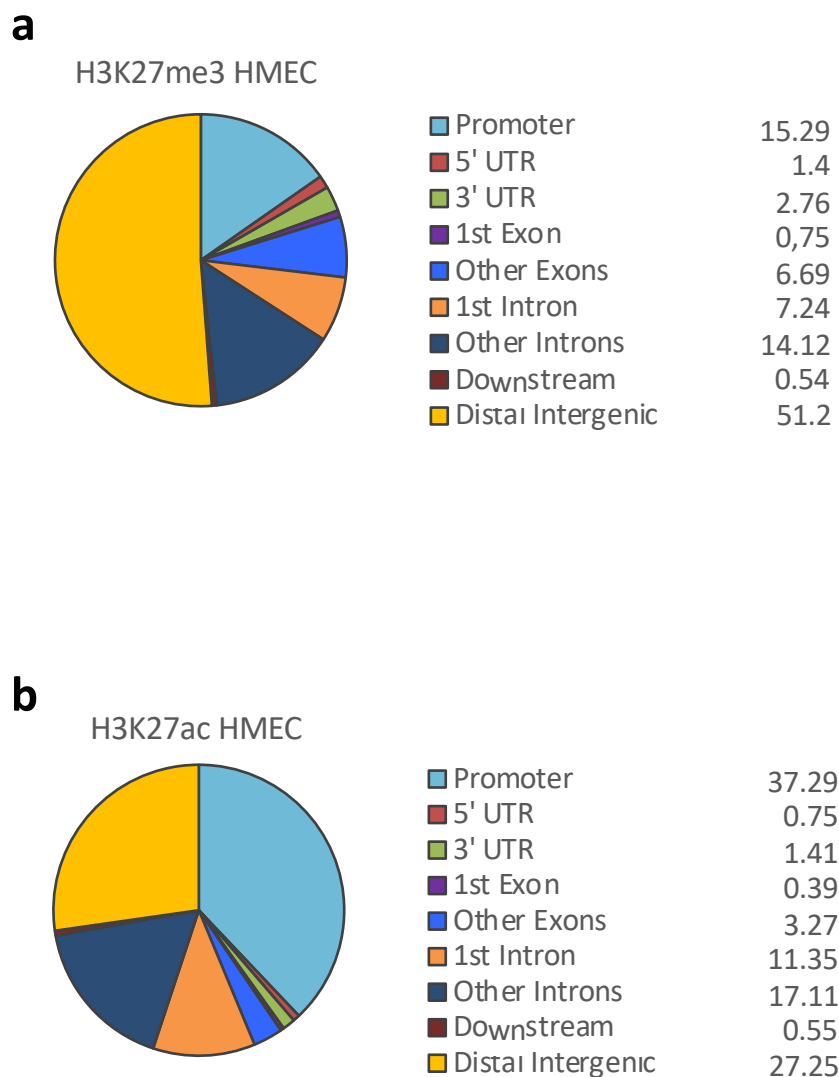 a
H3K27me3 HMEC
Promoter 15.29
5' UTR 1.4
3' UTR 2.76
1st Exon 0,75
Other Exons 6.69
1st Intron 7.24
Other Introns 14.12
Downstream 0.54
Distaı Intergenic 51.2
b
H3K27ac HMEC
Promoter 37.29
5' UTR 0.75
3' UTR 1.41
1st Exon 0.39
Other Exons 3.27
1st Intron 11.35
Other Introns 17.11
Downstream 0.55
Distaı Intergenıc 27.25